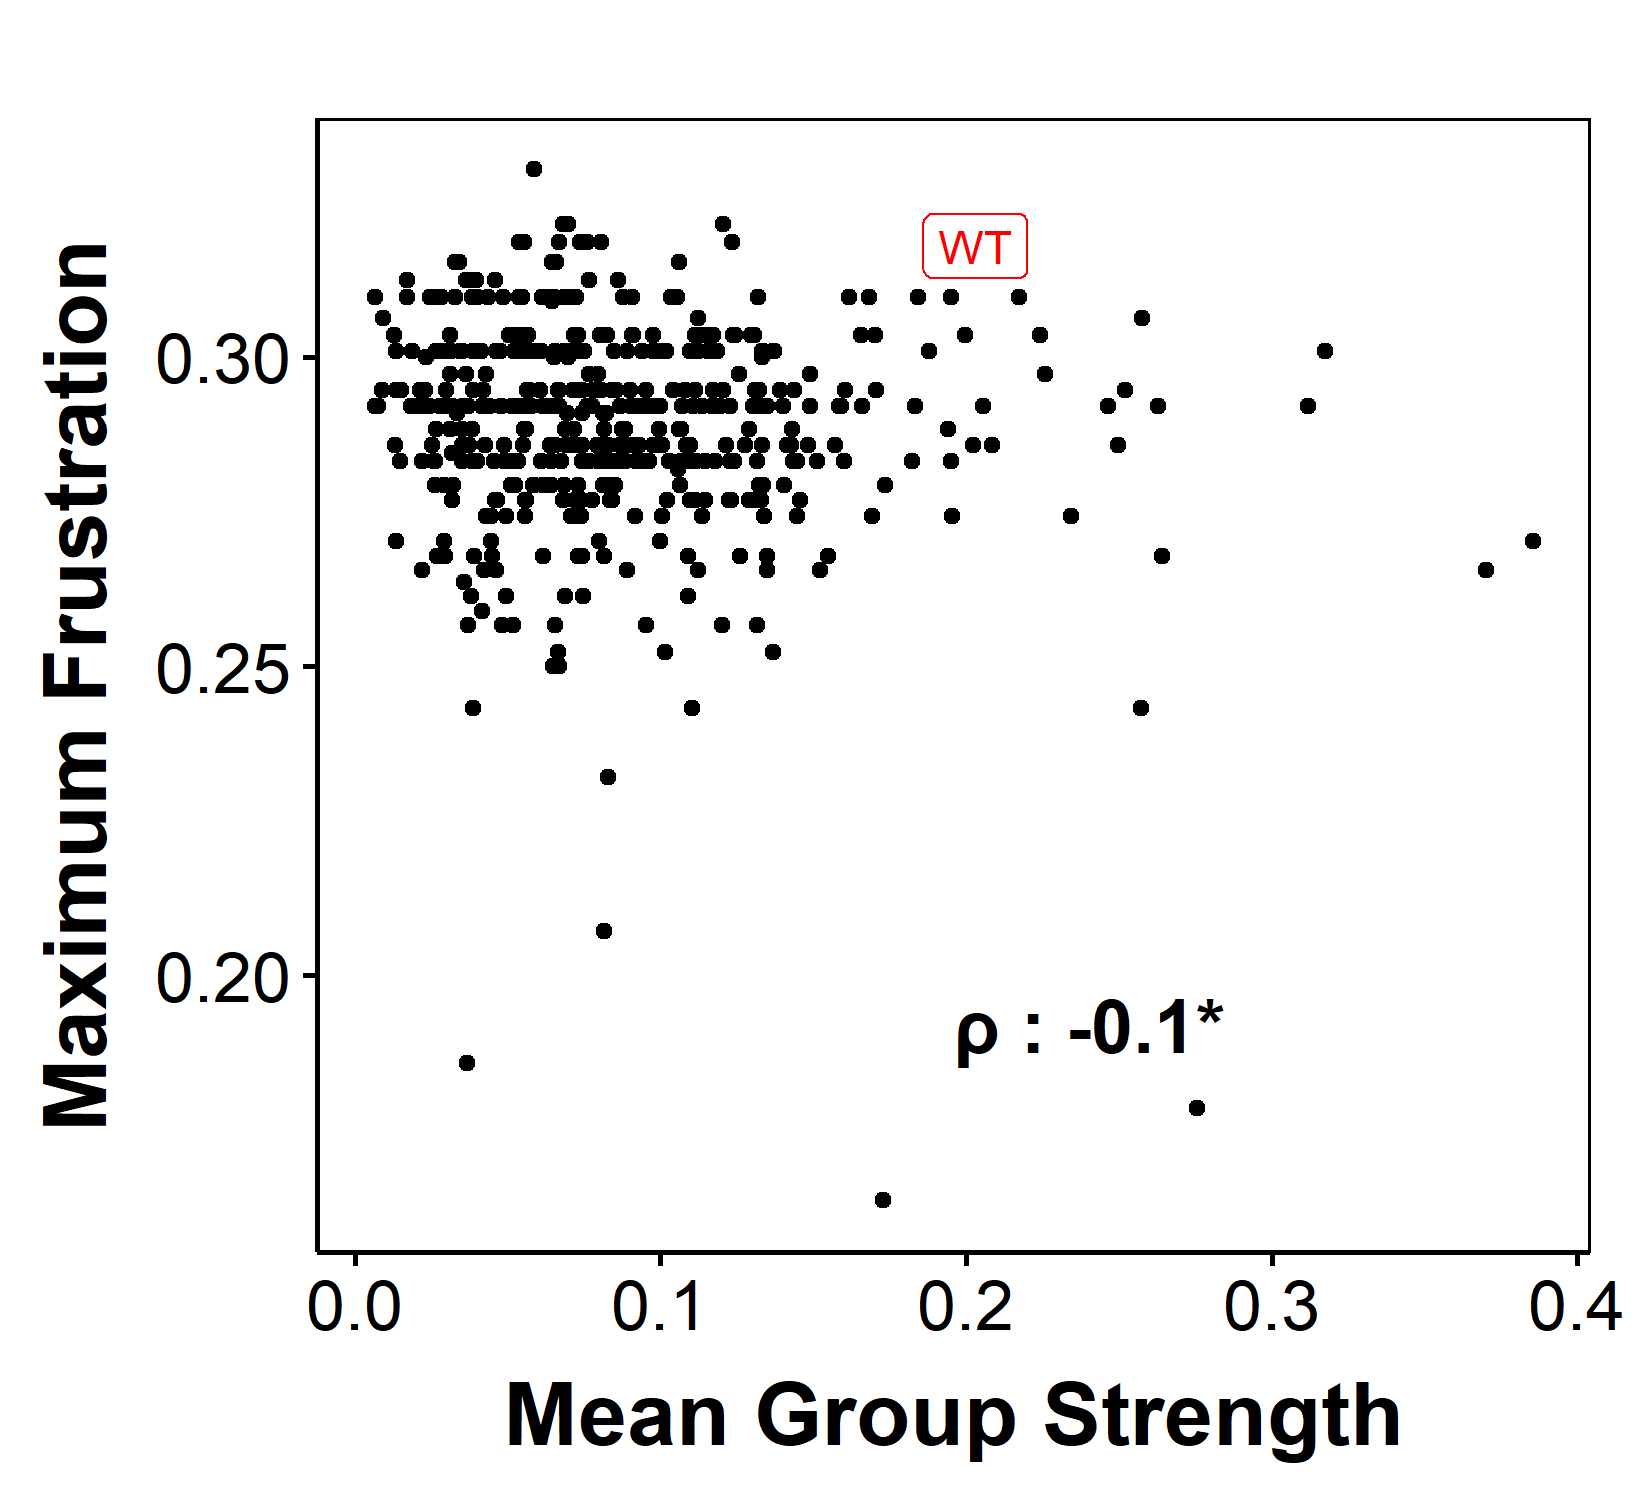 WT
Maximum Frustration
0.30
0.25
0.20
ρ : -0.1*
0.0 0.1 0.2 0.3 0.4
Mean Group Strength